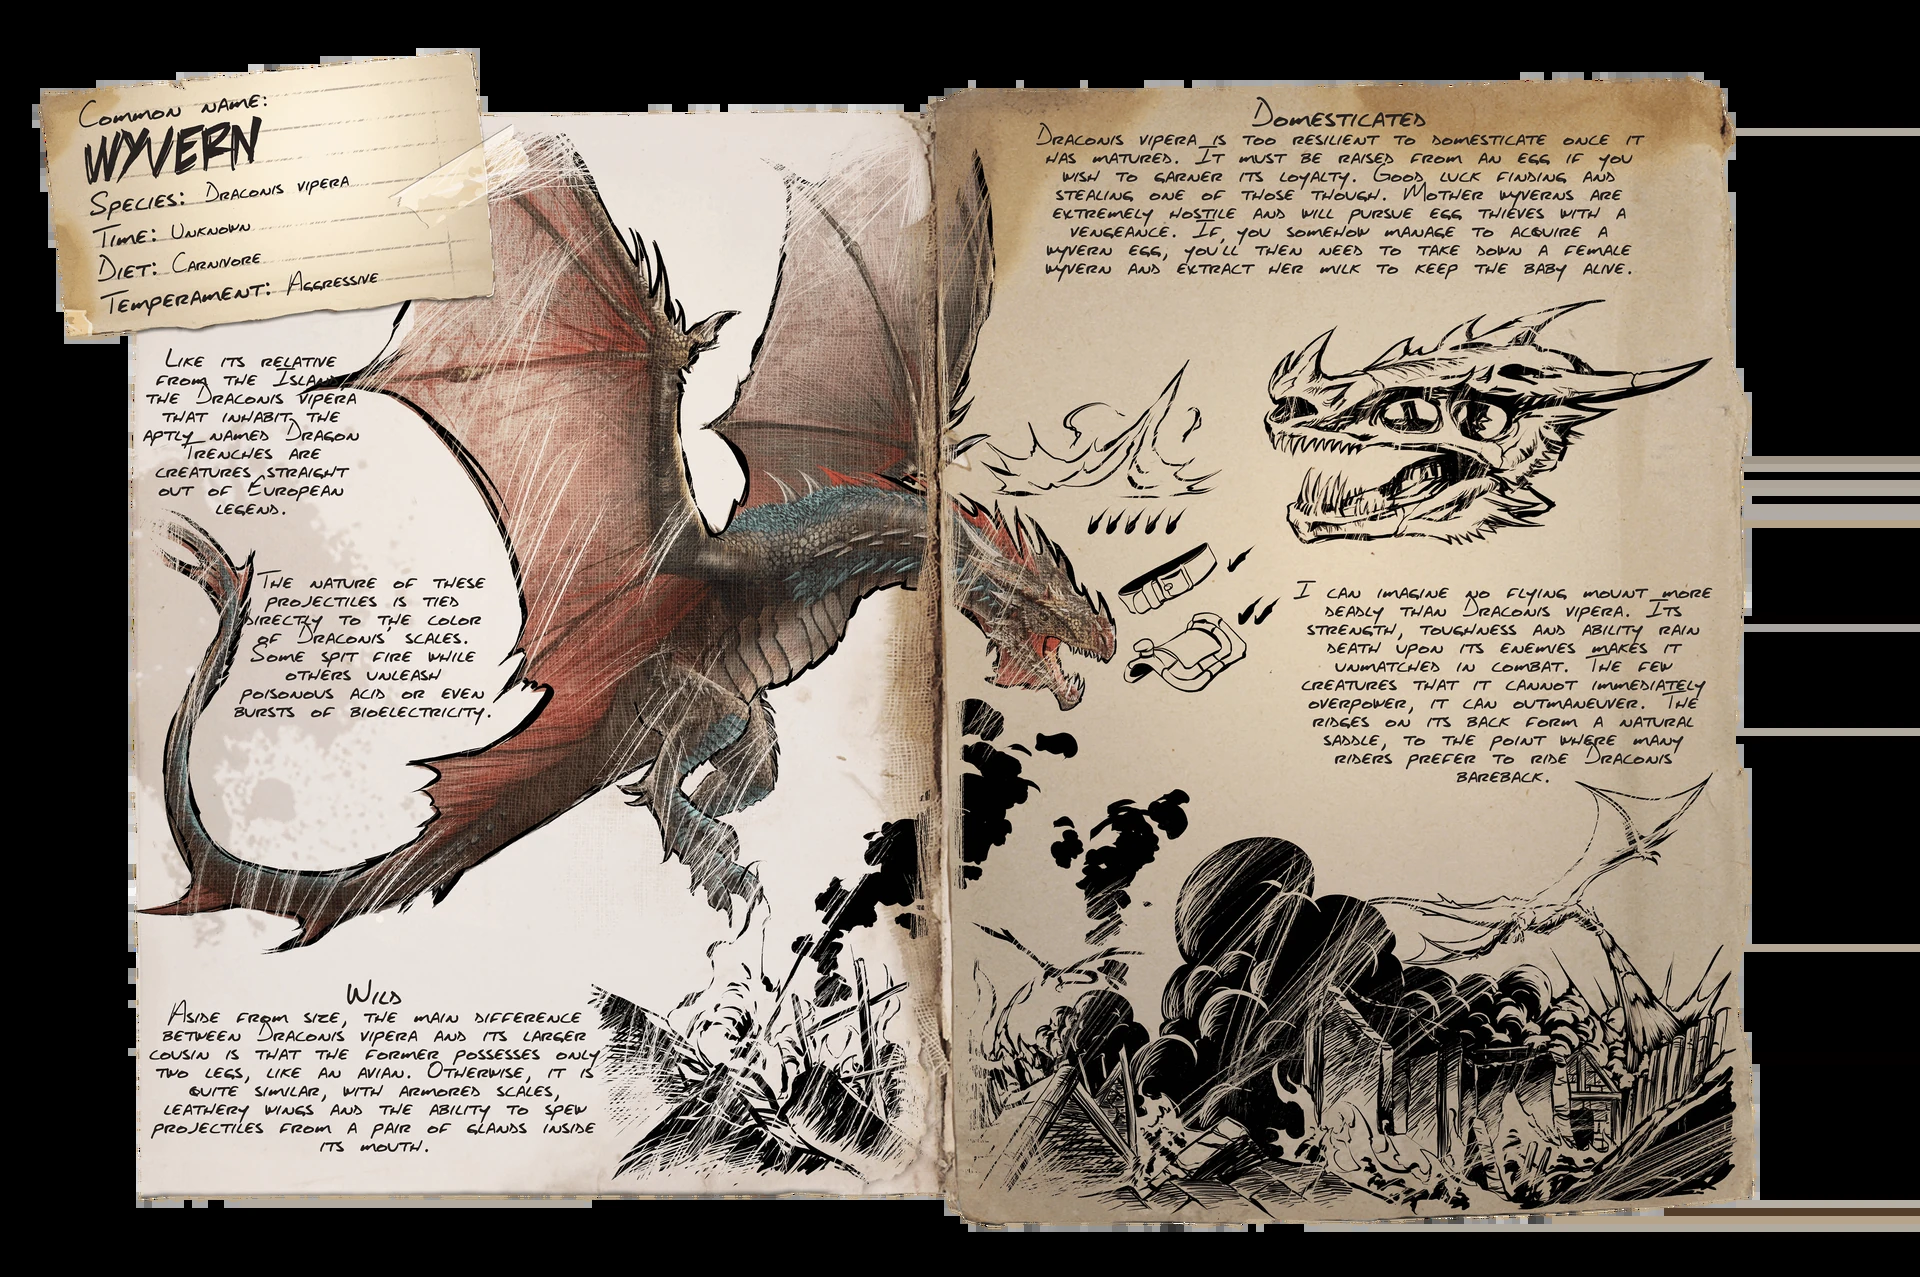 Common name:
Wyvern
Species: Draconis vipera
Time: Unknown
Diet: Carnivore
Temperament: Aggressive
Like its relative
from the Island,
the Draconis vipera
that inhabit the
aptly named Dragon
Trenches are
creatures straight
out of European
legend.
The nature of these
projectiles is tied
directly to the color
of Draconis' scales.
Some spit fire while
others unleash
poisonous acid or even
bursts of bioelectricity.
Wild
Aside from size, the main difference
between Draconis vipera and its larger
cousin is that the former possesses only
two legs, like an avian. Otherwise, it is
quite similar, with armored scales,
leathery wings and the ability to spew
projectiles from a pair of glands inside
its mouth.
Domesticated
Draconis vipera is too resilient to domesticate once it
has matured. It must be raised from an egg if you
wish to garner its loyalty. Good luck finding and
stealing one of those though. Mother wyverns are
extremely hostile and will pursue egg thieves with a
vengeance. If you somehow manage to acquire a
wyvern egg, you'll then need to take down a female
wyvern and extract her milk to keep the baby alive.
I can imagine no flying mount more
deadly than Draconis vipera. Its
strength, toughness and ability rain
death upon its enemies makes it
unmatched in combat. The few
creatures that it cannot immediately
overpower, it can outmaneuver. The
ridges on its back form a natural
saddle, to the point where many
riders prefer to ride Draconis
bareback.